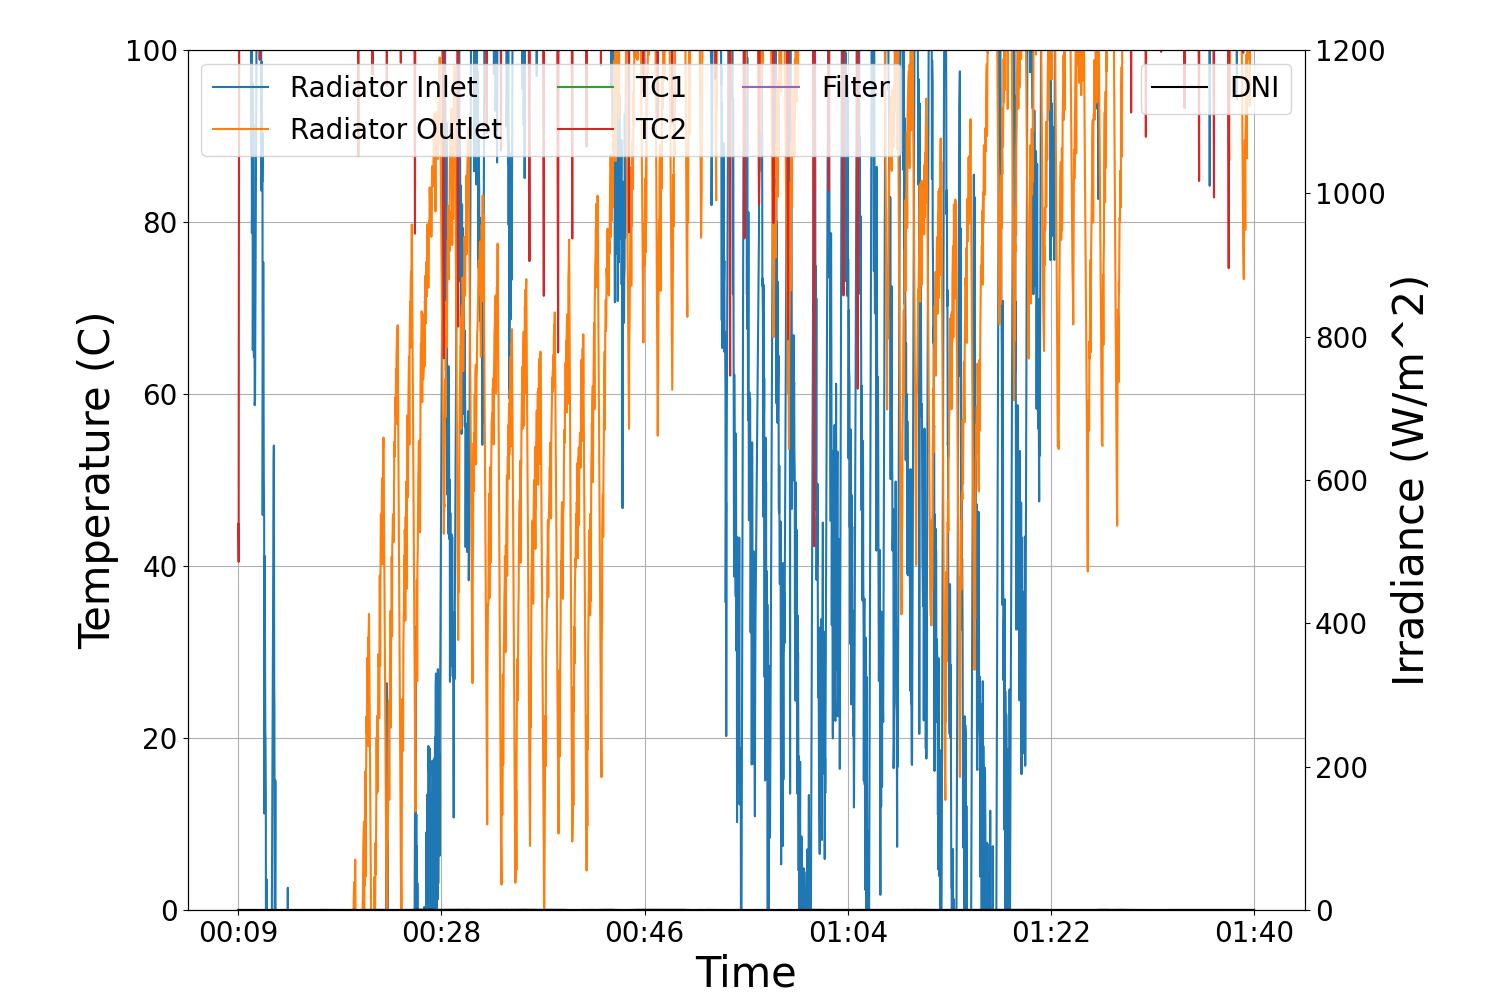 Radiator Inlet
Radiator Outlet
TC1
TC2
Filter
DNI
Temperature (C)
100
80
60
40
20
0
Irradiance (W/m^2)
1200
1000
800
600
400
200
0
00:09 00:28 00:46 01:04 01:22 01:40
Time